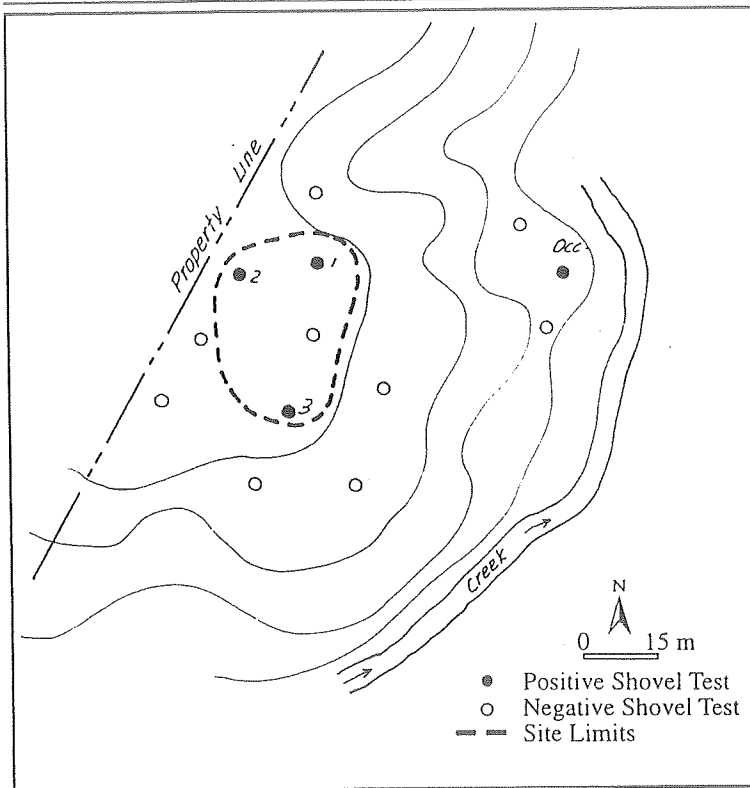 Property Line
1
2
3
Occ.
Creek
N
0 15 m
Positive Shovel Test
Negative Shovel Test
Site Limits